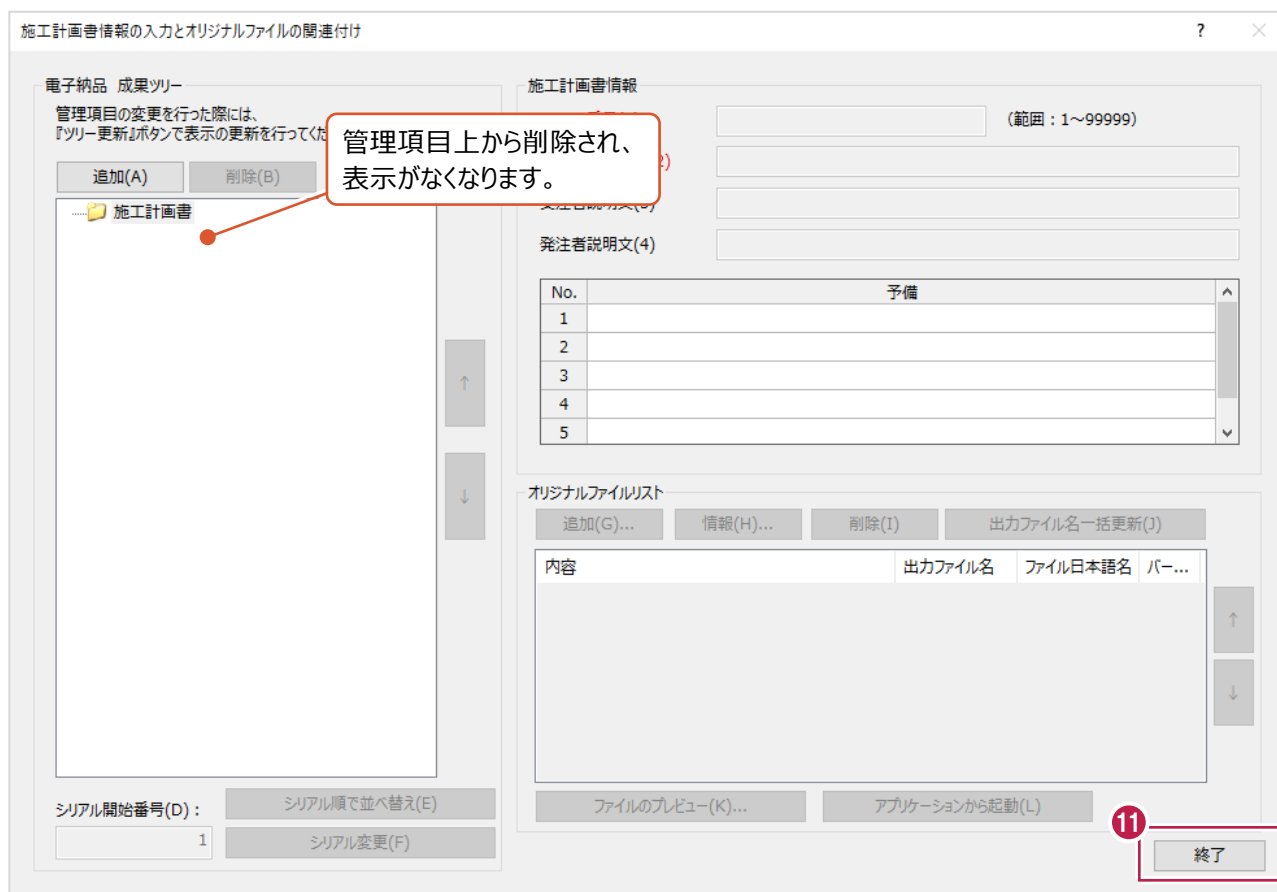 施工計画書情報の入力とオリジナルファイルの関連付け
?
電子納品 成果ツリー
管理項目の変更を行った際には、
『ツリー更新』ボタンで表示の更新を行ってくだ
追加(A)
削除(B)
施工計画書
管理項目上から削除され、
表示がなくなります。
↑
↓
シリアル開始番号(D)：
シリアル順で並べ替え(E)
1
シリアル変更(F)
施工計画書情報
(範囲：1～99999)
2)
発注者説明文(4)
No.
予備
1
2
3
4
5
オリジナルファイルリスト
追加(G)...
情報(H)...
削除(I)
出力ファイル名一括更新(J)
内容
出力ファイル名
ファイル日本語名
バー...
↑
↓
ファイルのプレビュー(K)...
アプリケーションから起動(L)
11
終了